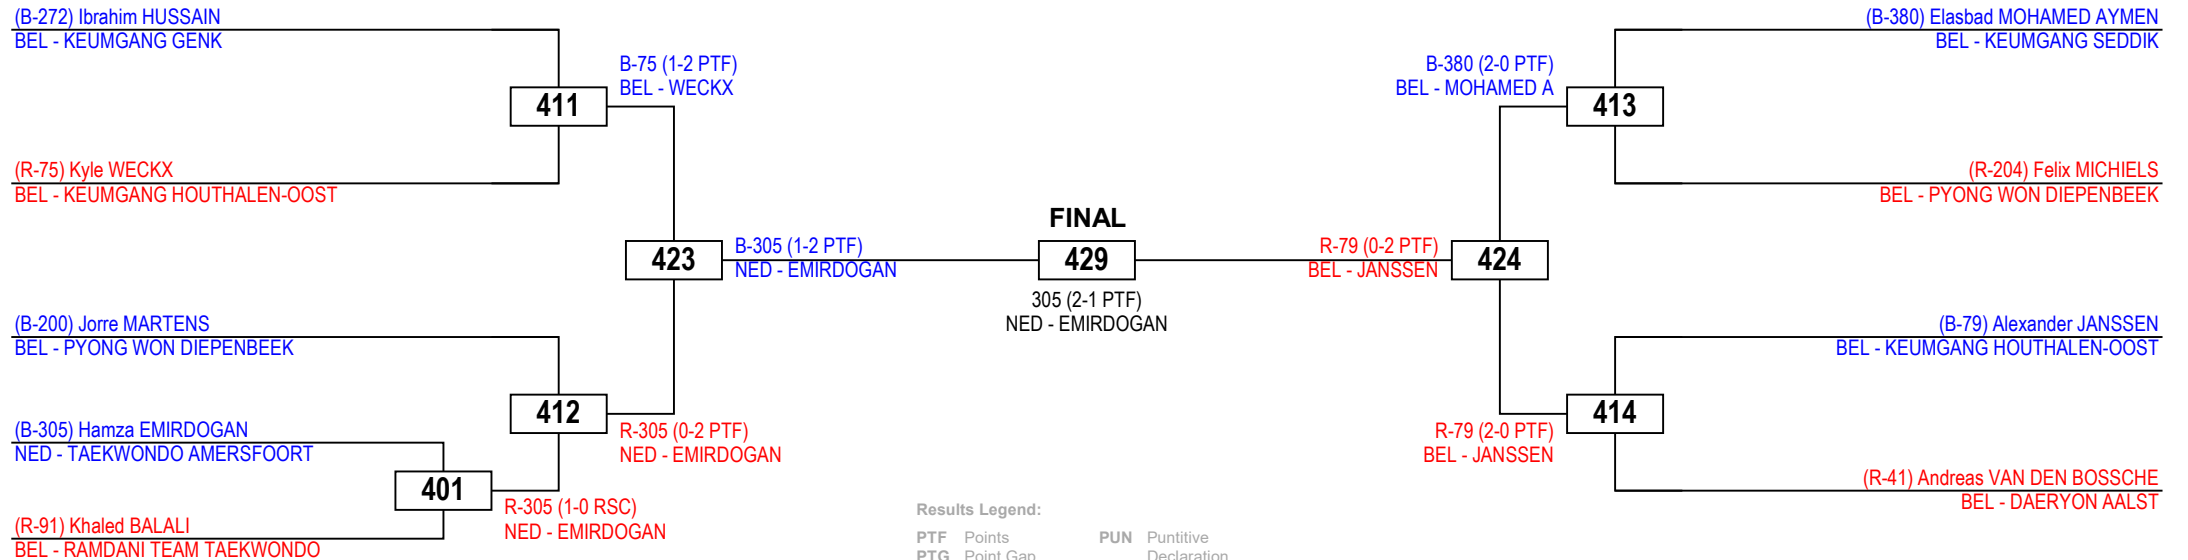 (B-272) Ibrahim HUSSAIN
BEL - KEUMGANG GENK
B-75 (1-2 PTF)
BEL - WECKX
411
(R-75) Kyle WECKX
BEL - KEUMGANG HOUTHALEN-OOST
423
B-305 (1-2 PTF)
NED - EMIRDOGAN
(B-200) Jorre MARTENS
BEL - PYONG WON DIEPENBEEK
412
R-305 (0-2 PTF)
NED - EMIRDOGAN
(B-305) Hamza EMIRDOGAN
NED - TAEKWONDO AMERSFOORT
401
R-305 (1-0 RSC)
NED - EMIRDOGAN
(R-91) Khaled BALALI
BEL - RAMDANI TEAM TAEKWONDO
FINAL
429
305 (2-1 PTF)
NED - EMIRDOGAN
(B-380) Elasbad MOHAMED AYMEN
BEL - KEUMGANG SEDDIK
B-380 (2-0 PTF)
BEL - MOHAMED A
413
(R-204) Felix MICHIELS
BEL - PYONG WON DIEPENBEEK
R-79 (0-2 PTF)
BEL - JANSSEN
424
(B-79) Alexander JANSSEN
BEL - KEUMGANG HOUTHALEN-OOST
414
R-79 (2-0 PTF)
BEL - JANSSEN
(R-41) Andreas VAN DEN BOSSCHE
BEL - DAERYON AALST
Results Legend:
PTF Points PUN Puntitive
PTG Point Gap Declaration